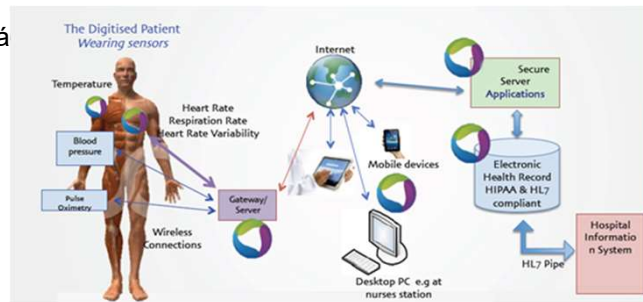 á
The Digitised Patient
Wearing sensors
Temperature
Heart Rate
Respiration Rate
Heart Rate Variability
Blood
pressure
Pulse
Oximetry
Wireless
Connections
Gateway/
Server
Internet
Mobile devices
Desktop PC e.g at
nurses station
Secure
Server
Applications
Electronic
Health Record
HIPAA & HL7
compliant
HL7 Pipe
Hospital
Informatio
n System